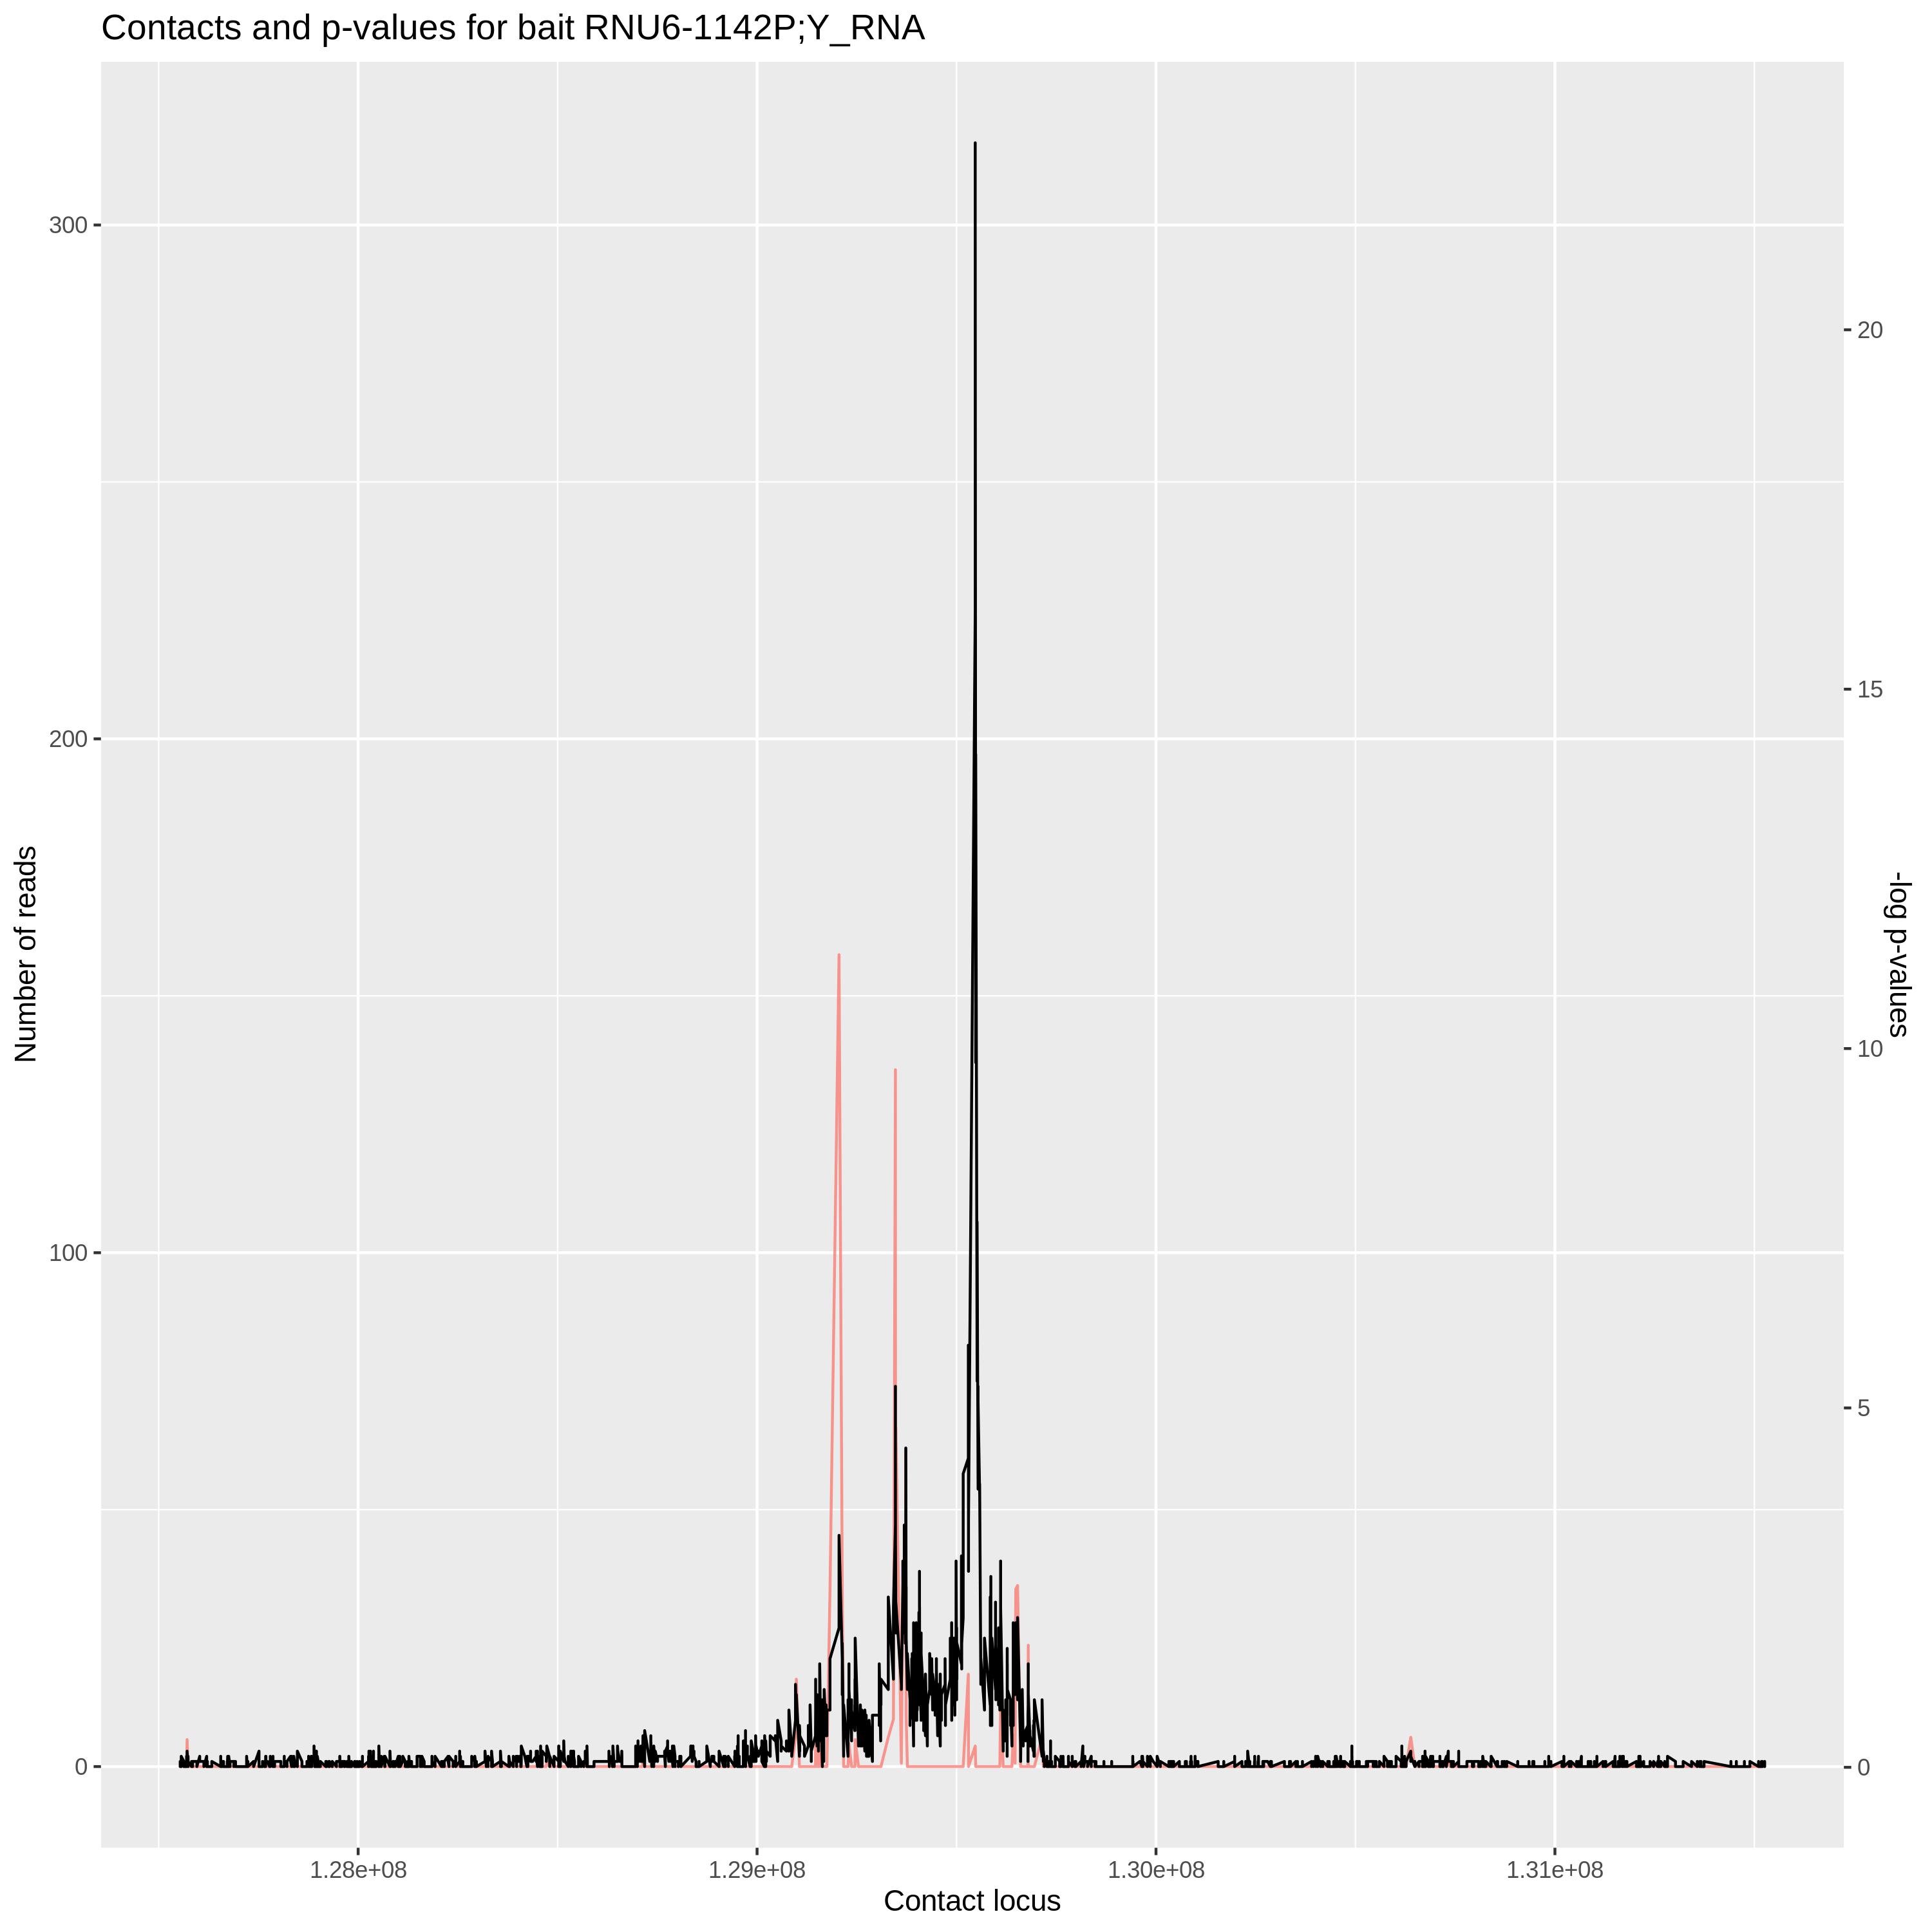 Contacts and p-values for bait RNU6-1142P;Y_RNA
300
200
100
0
Number of reads
20
15
10
5
0
-log p-values
1.28e+08
1.29e+08
1.30e+08
1.31e+08
Contact locus